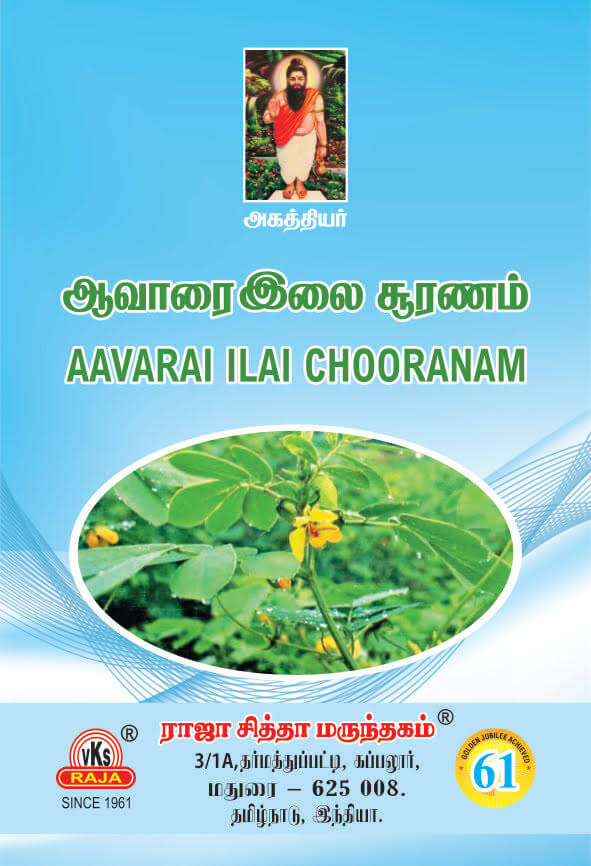 அகத்தியர்
ஆவாரை இலை சூரணம்
AAVARAI ILAI CHOORANAM
VKS ®
RAJA
SINCE 1961
ராஜா சித்தா மருந்தகம்®
3/1A,தர்மத்துப்பட்டி, கப்பலூர்,
மதுரை – 625 008.
தமிழ்நாடு, இந்தியா.
GOLDEN JUBILEE ACHIEVED
61